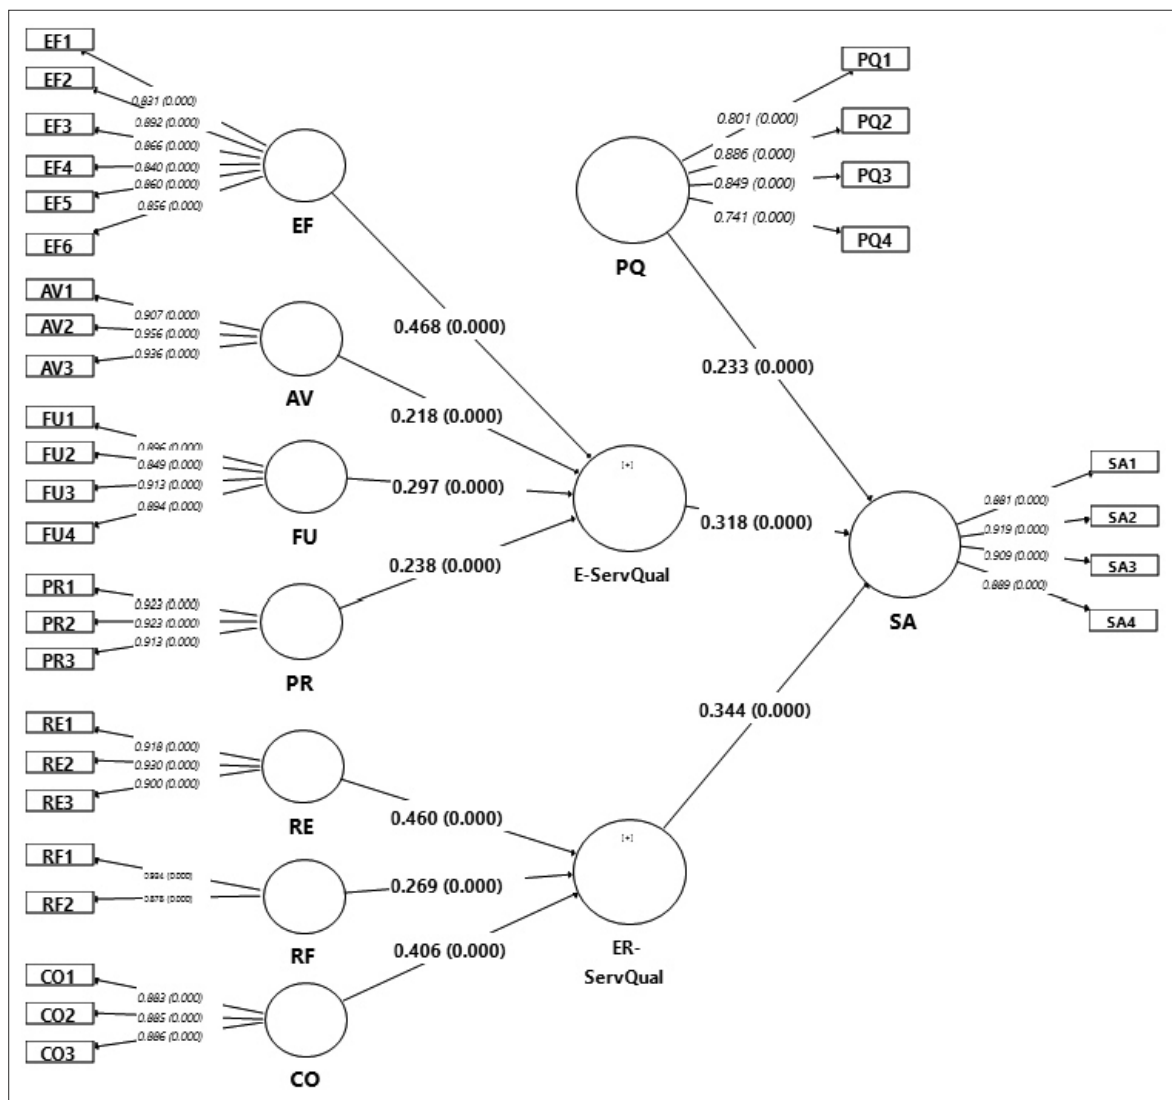 EF1
EF2
EF3
EF4
EF5
EF6
0.831 (0.000)
0.892 (0.000)
0.866 (0.000)
0.840 (0.000)
0.860 (0.000)
0.856 (0.000)
EF
AV1
AV2
AV3
0.907 (0.000)
0.956 (0.000)
0.936 (0.000)
AV
FU1
FU2
FU3
FU4
0.896 (0.000)
0.849 (0.000)
0.913 (0.000)
0.894 (0.000)
FU
PR1
PR2
PR3
0.923 (0.000)
0.923 (0.000)
0.913 (0.000)
PR
RE1
RE2
RE3
0.918 (0.000)
0.930 (0.000)
0.900 (0.000)
RE
RF1
RF2
(0.000)
0.878 (0.000)
RF
CO1
CO2
CO3
0.883 (0.000)
0.885 (0.000)
0.886 (0.000)
CO
0.468 (0.000)
0.218 (0.000)
0.297 (0.000)
0.238 (0.000)
0.460 (0.000)
0.269 (0.000)
0.406 (0.000)
[+]
E-ServQual
[+]
ER-
ServQual
PQ
0.801 (0.000)
0.886 (0.000)
0.849 (0.000)
0.741 (0.000)
PQ1
PQ2
PQ3
PQ4
0.233 (0.000)
0.318 (0.000)
0.344 (0.000)
SA
0.881 (0.000)
0.919 (0.000)
0.909 (0.000)
0.889 (0.000)
SA1
SA2
SA3
SA4